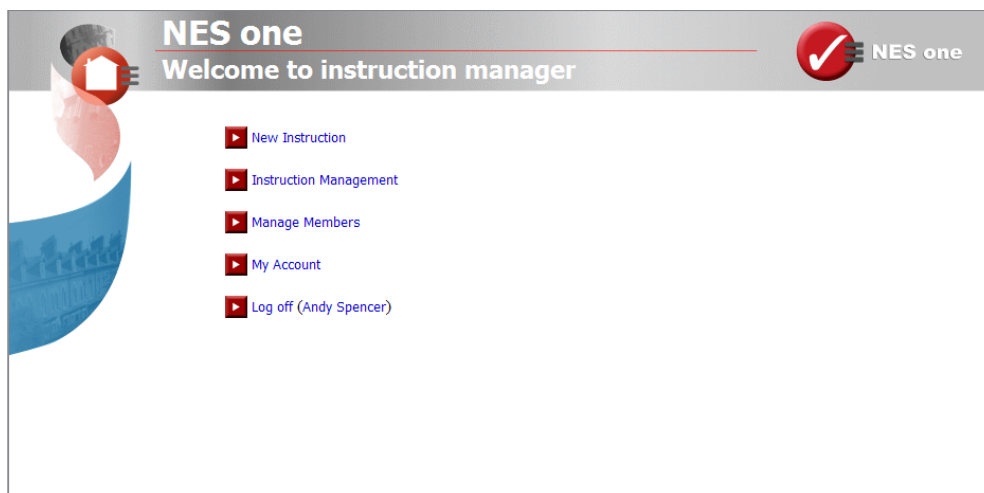 NES one
Welcome to instruction manager
NES one
New Instruction
Instruction Management
Manage Members
My Account
Log off (Andy Spencer)